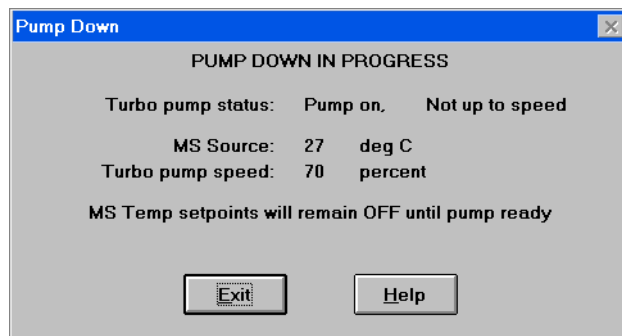 Pump Down
PUMP DOWN IN PROGRESS
Turbo pump status: Pump on, Not up to speed
MS Source: 27 deg C
Turbo pump speed: 70 percent
MS Temp setpoints will remain OFF until pump ready
Exit Help